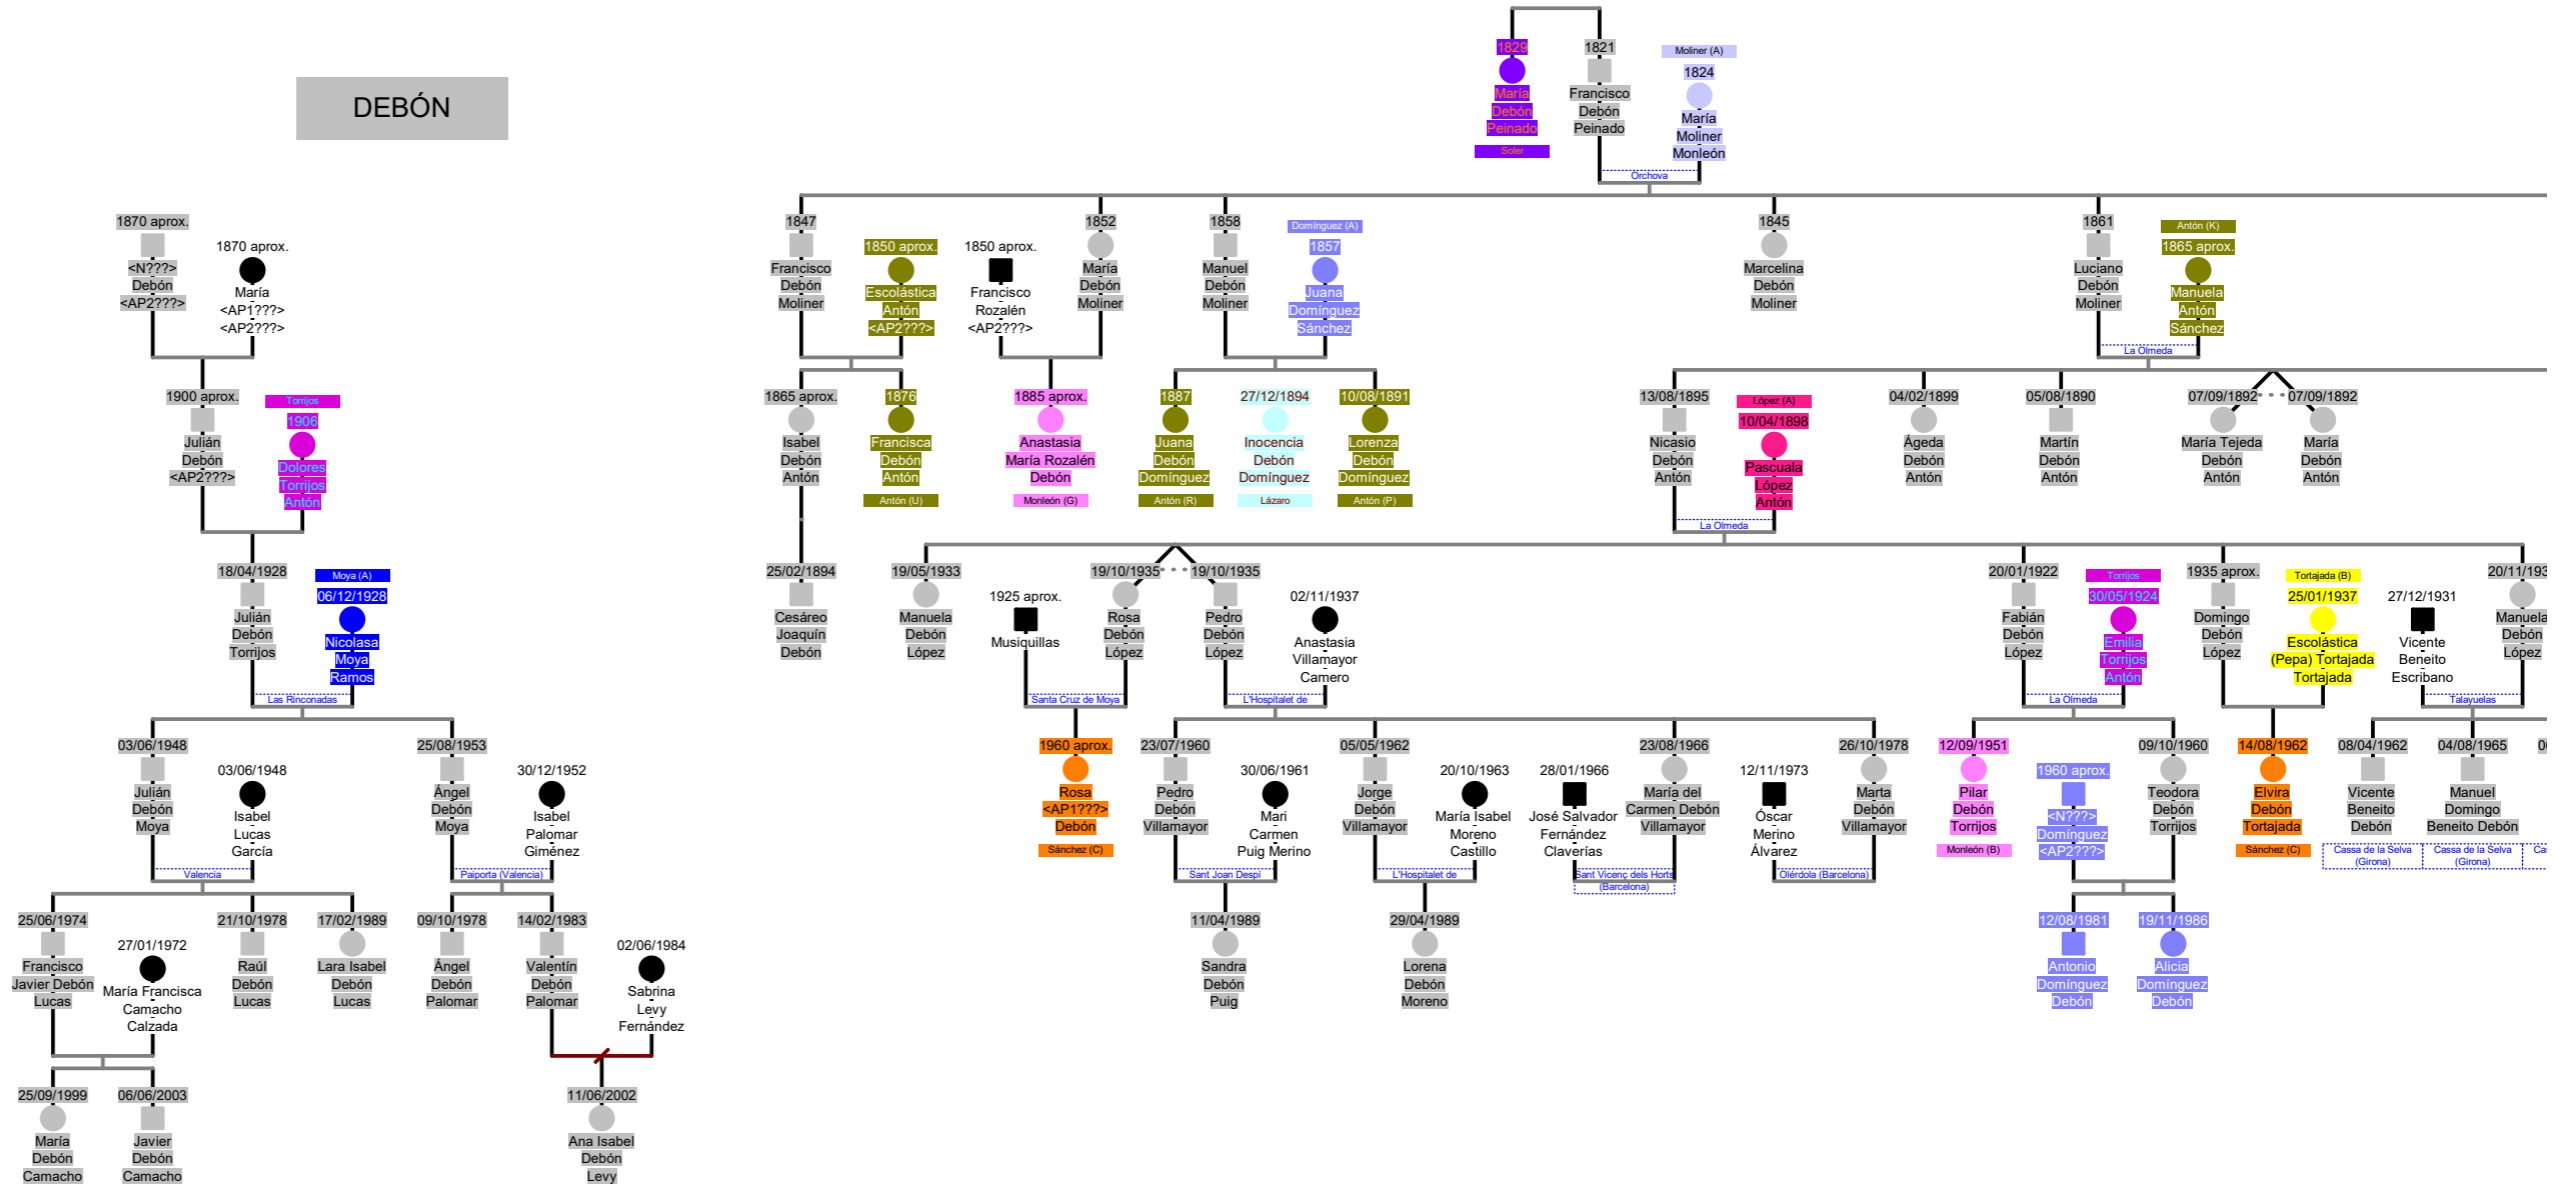 DEBÓN
1829
María
Debón
Peinado
Soler
1821
Francisco
Debón
Peinado
Moliner (A)
1824
María
Moliner
Monleón
Orchova
1870 aprox.
<N???>
Debón
<AP2???>
1870 aprox.
María
<AP1???>
<AP2???>
1847
Francisco
Debón
Moliner
1850 aprox.
Escolástica
Antón
<AP2???>
1850 aprox.
Francisco
Rozalén
<AP2???>
1852
María
Debón
Moliner
1858
Manuel
Debón
Moliner
Domínguez (A)
1857
Juana
Domínguez
Sánchez
1845
Marcelina
Debón
Moliner
1861
Luciano
Debón
Moliner
Antón (K)
1865 aprox.
Manuela
Antón
Sánchez
La Olmeda
1900 aprox.
Julián
Debón
<AP2???>
Torrijos
1906
Dolores
Torrijos
Antón
1865 aprox.
Isabel
Debón
Antón
1876
Francisca
Debón
Antón
Antón (U)
1885 aprox.
Anastasia
María Rozalén
Debón
Monleón (G)
1887
Juana
Debón
Domínguez
Antón (R)
27/12/1894
Inocencia
Debón
Domínguez
Lázaro
10/08/1891
Lorenza
Debón
Domínguez
Antón (P)
13/08/1895
Nicasio
Debón
Antón
López (A)
10/04/1898
Pascuala
López
Antón
La Olmeda
04/02/1899
Ágeda
Debón
Antón
05/08/1890
Martín
Debón
Antón
07/09/1892
María Tejeda
Debón
Antón
07/09/1892
María
Debón
Antón
18/04/1928
Julián
Debón
Torrijos
Moya (A)
06/12/1928
Nicolasa
Moya
Ramos
Las Rinconadas
25/02/1894
Cesáreo
Joaquín
Debón
19/05/1933
Manuela
Debón
López
1925 aprox.
Musiquillas
19/10/1935
Rosa
Debón
López
Santa Cruz de Moya
19/10/1935
Pedro
Debón
López
02/11/1937
Anastasia
Villamayor
Camero
L'Hospitalet de
20/01/1922
Fabián
Debón
López
Torrijos
30/05/1924
Emilia
Torrijos
Antón
La Olmeda
1935 aprox.
Domingo
Debón
López
Tortajada (B)
25/01/1937
Escolástica
(Pepa) Tortajada
Tortajada
27/12/1931
Vicente
Beneito
Escribano
20/11/193
Manuela
Debón
López
Talayuelas
03/06/1948
Julián
Debón
Moya
03/06/1948
Isabel
Lucas
García
Valencia
25/08/1953
Ángel
Debón
Moya
30/12/1952
Isabel
Palomar
Giménez
Paiporta (Valencia)
1960 aprox.
Rosa
<AP1???>
Debón
Sánchez (C)
23/07/1960
Pedro
Debón
Villamayor
30/06/1961
Mari
Carmen
Puig Merino
Sant Joan Despí
05/05/1962
Jorge
Debón
Villamayor
20/10/1963
María Isabel
Moreno
Castillo
L'Hospitalet de
28/01/1966
José Salvador
Fernández
Claverías
23/08/1966
María del
Carmen Debón
Villamayor
Sant Vicenç dels Horts
(Barcelona)
12/11/1973
Óscar
Merino
Álvarez
26/10/1978
Marta
Debón
Villamayor
Olérdola (Barcelona)
12/09/1951
Pilar
Debón
Torrijos
Monleón (B)
1960 aprox.
<N???>
Domínguez
<AP2???>
09/10/1960
Teodora
Debón
Torrijos
14/08/1962
Elvira
Debón
Tortajada
Sánchez (C)
08/04/1962
Vicente
Beneito
Debón
Cassa de la Selva
(Girona)
04/08/1965
Manuel
Domingo
Beneito Debón
Cassa de la Selva
(Girona)
25/06/1974
Francisco
Javier Debón
Lucas
27/01/1972
María Francisca
Camacho
Calzada
21/10/1978
Raúl
Debón
Lucas
17/02/1989
Lara Isabel
Debón
Lucas
09/10/1978
Ángel
Debón
Palomar
14/02/1983
Valentín
Debón
Palomar
02/06/1984
Sabrina
Levy
Fernández
11/04/1989
Sandra
Debón
Puig
29/04/1989
Lorena
Debón
Moreno
12/08/1981
Antonio
Domínguez
Debón
19/11/1986
Alicia
Domínguez
Debón
25/09/1999
María
Debón
Camacho
06/06/2003
Javier
Debón
Camacho
11/06/2002
Ana Isabel
Debón
Levy